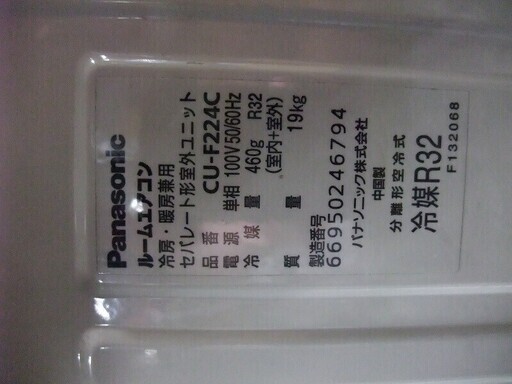 Panasonic
ルームエアコン
冷房・暖房兼用
セパレート形室外ユニット
品番 CU-F224C
電源 単相 100V 50/60Hz
冷媒量 460g R32
(室内+室外)
質量 19kg
製造番号
6695024 6794
パナソニック株式会社
中国製
分離形空冷式
冷媒R32
F132068